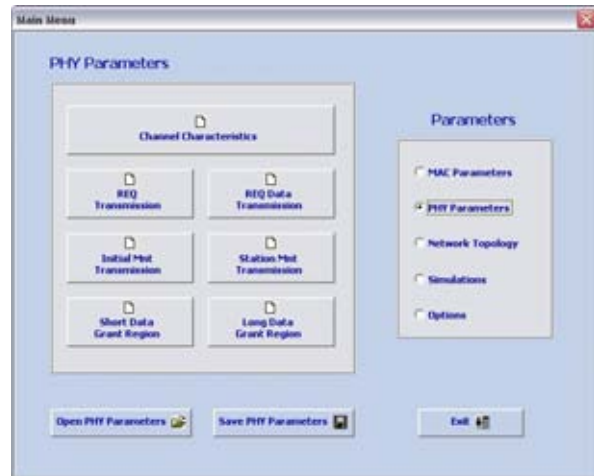 Main Menu
PHY Parameters
Channel Characteristics
REQ
Transmission
REQ Data
Transmission
Initial Mnt
Transmission
Station Mnt
Transmission
Short Data
Grant Region
Long Data
Grant Region
Open PHY Parameters
Save PHY Parameters
Parameters
MAC Parameters
PHY Parameters
Network Topology
Simulations
Options
Exit